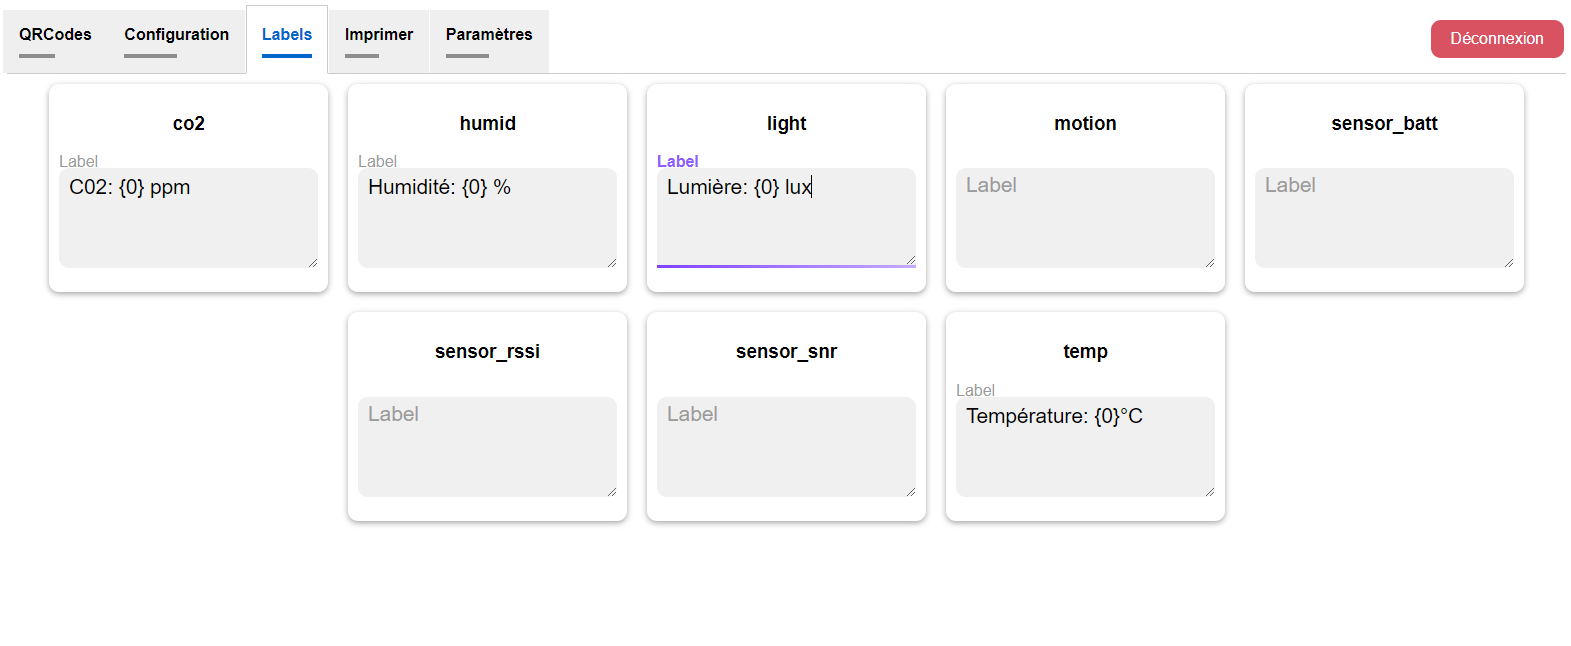 QRCodes Configuration Labels Imprimer Paramètres Déconnexion
co2 humid light motion sensor_batt
Label Label Label
C02: {0} ppm Humidité: {0} % Lumière: {0} lux Label Label
sensor_rssi sensor_snr temp
Label
Label Label Température: {0}°C